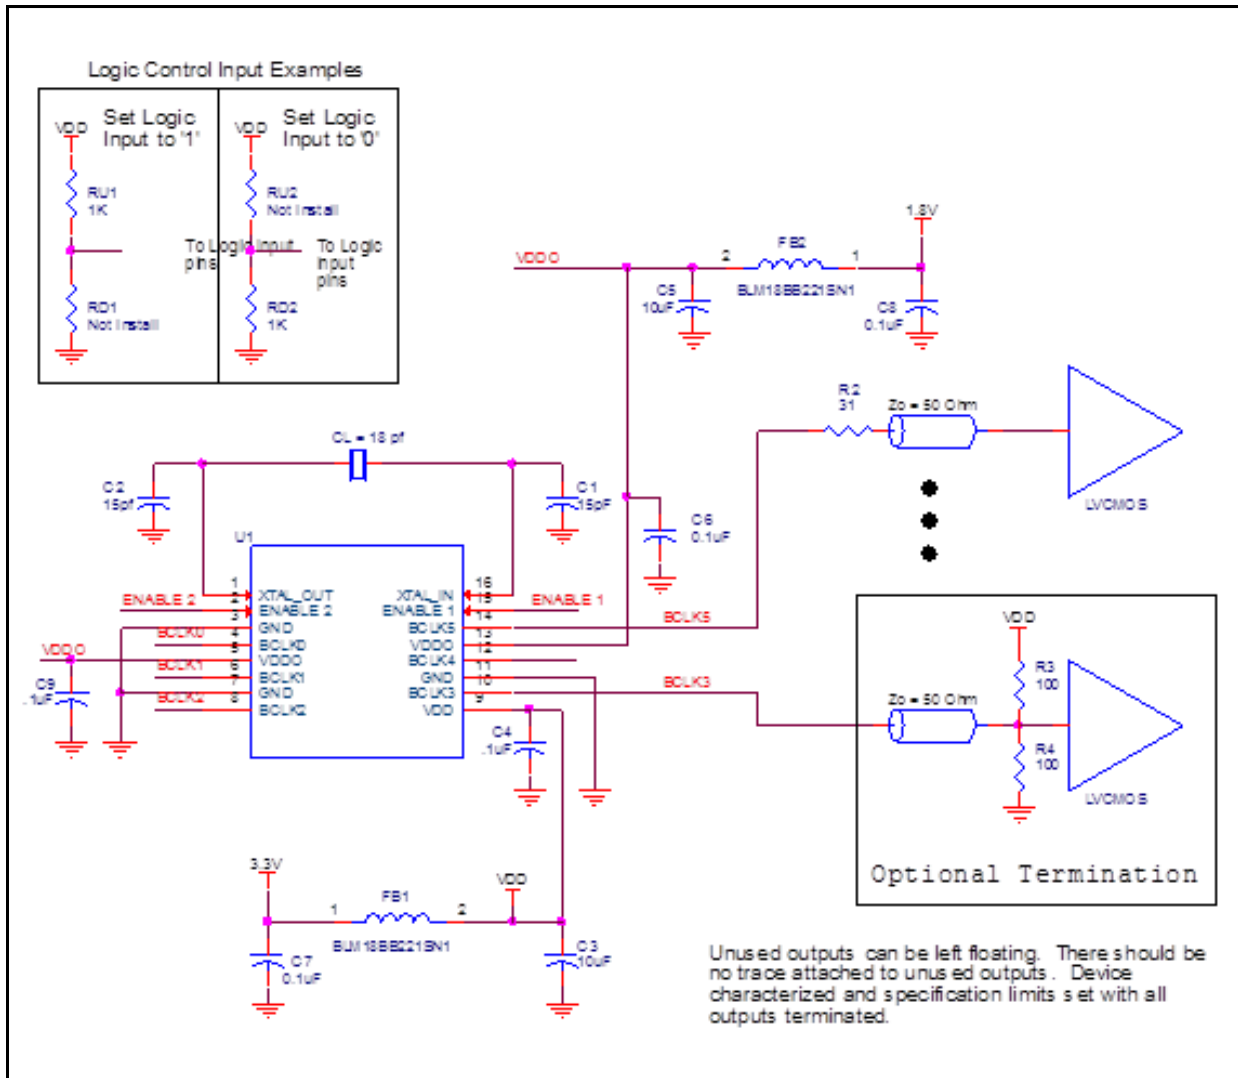 Logic Control Input Examples
Set Logic
Input to '1'
VDD
RU1
1K
To Logic Input
pins
RD1
Not Install
Set Logic
Input to '0'
VDD
RU2
Not Install
To Logic
Input
pins
RD2
1K
VDDO
2
FB2
1
BLM18BB221SN1
1.8V
C5
10uF
C8
0.1uF
R2
31
Zo = 50 Ohm
LVCMOS
CL = 18 pf
C2
15pf
C1
15pF
C6
0.1uF
U1
1
XTAL_OUT
2
ENABLE 2
3
GND
4
BCLK0
5
VDDO
6
BCLK1
7
GND
8
BCLK2
XTAL_IN
16
ENABLE 1
15
BCLK5
14
VDDO
13
BCLK4
12
GND
11
BCLK3
10
VDD
9
ENABLE 2
BCLK0
VDDO
BCLK1
BCLK2
C9
.1uF
ENABLE 1
BCLK5
BCLK3
C4
.1uF
VDD
R3
100
Zo = 50 Ohm
R4
100
LVCMOS
Optional Termination
3.3V
1
FB1
2
BLM18BB221SN1
VDD
C7
0.1uF
C3
10uF
Unused outputs can be left floating. There should be
no trace attached to unused outputs. Device
characterized and specification limits set with all
outputs terminated.